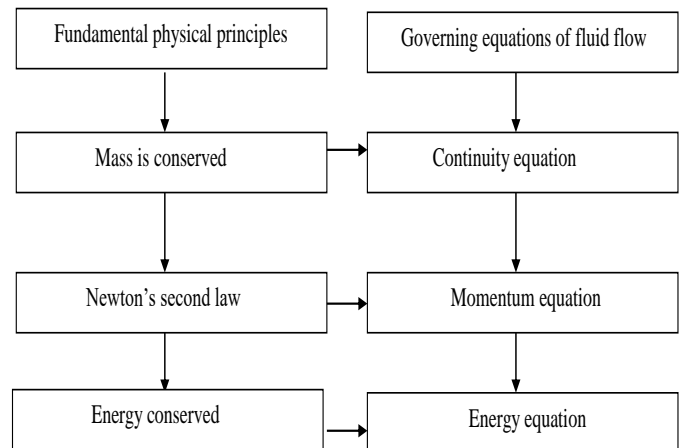 Fundamental physical principles
Governing equations of fluid flow
Mass is conserved
Continuity equation
Newton’s second law
Momentum equation
Energy conserved
Energy equation